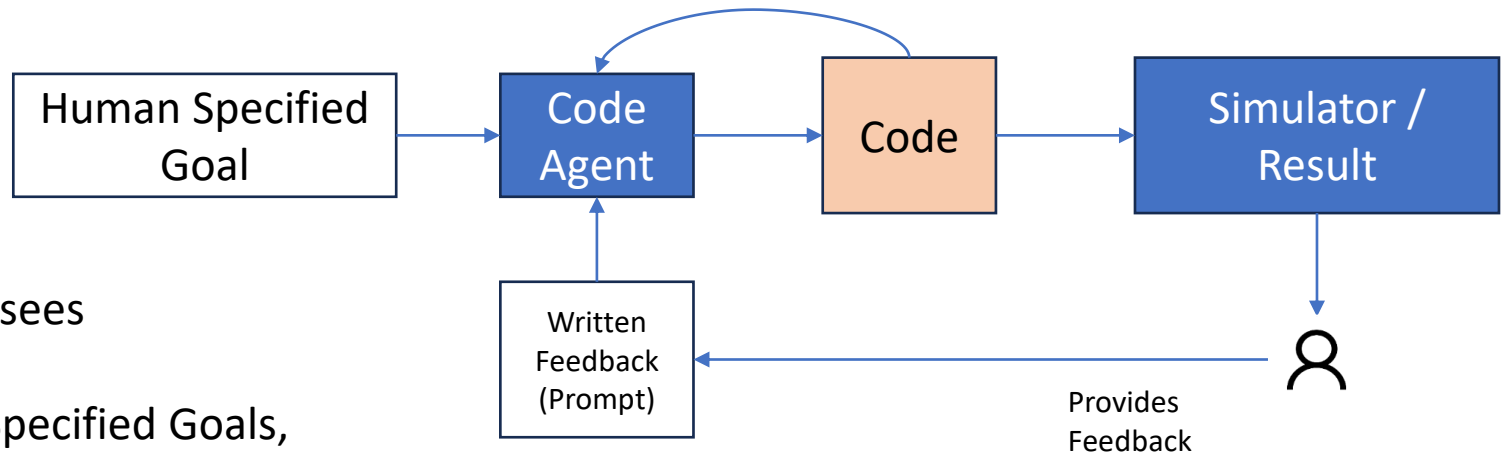 Human Specified
Goal
Code
Agent
Code
Simulator /
Result
sees
Written
Feedback
(Prompt)
Provides
Feedback
pecified Goals,